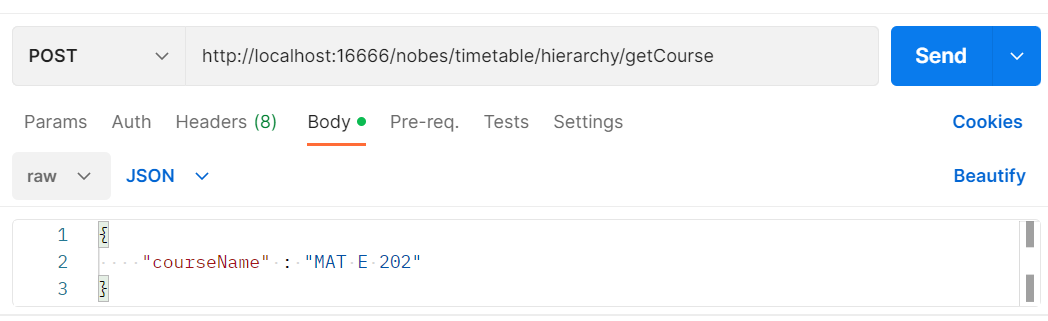 POST http://localhost:16666/nobes/timetable/hierarchy/getCourse Send
Params Auth Headers (8) Body Pre-req. Tests Settings Cookies
raw JSON Beautify
1 {
2 "courseName" : "MAT E 202"
3 }